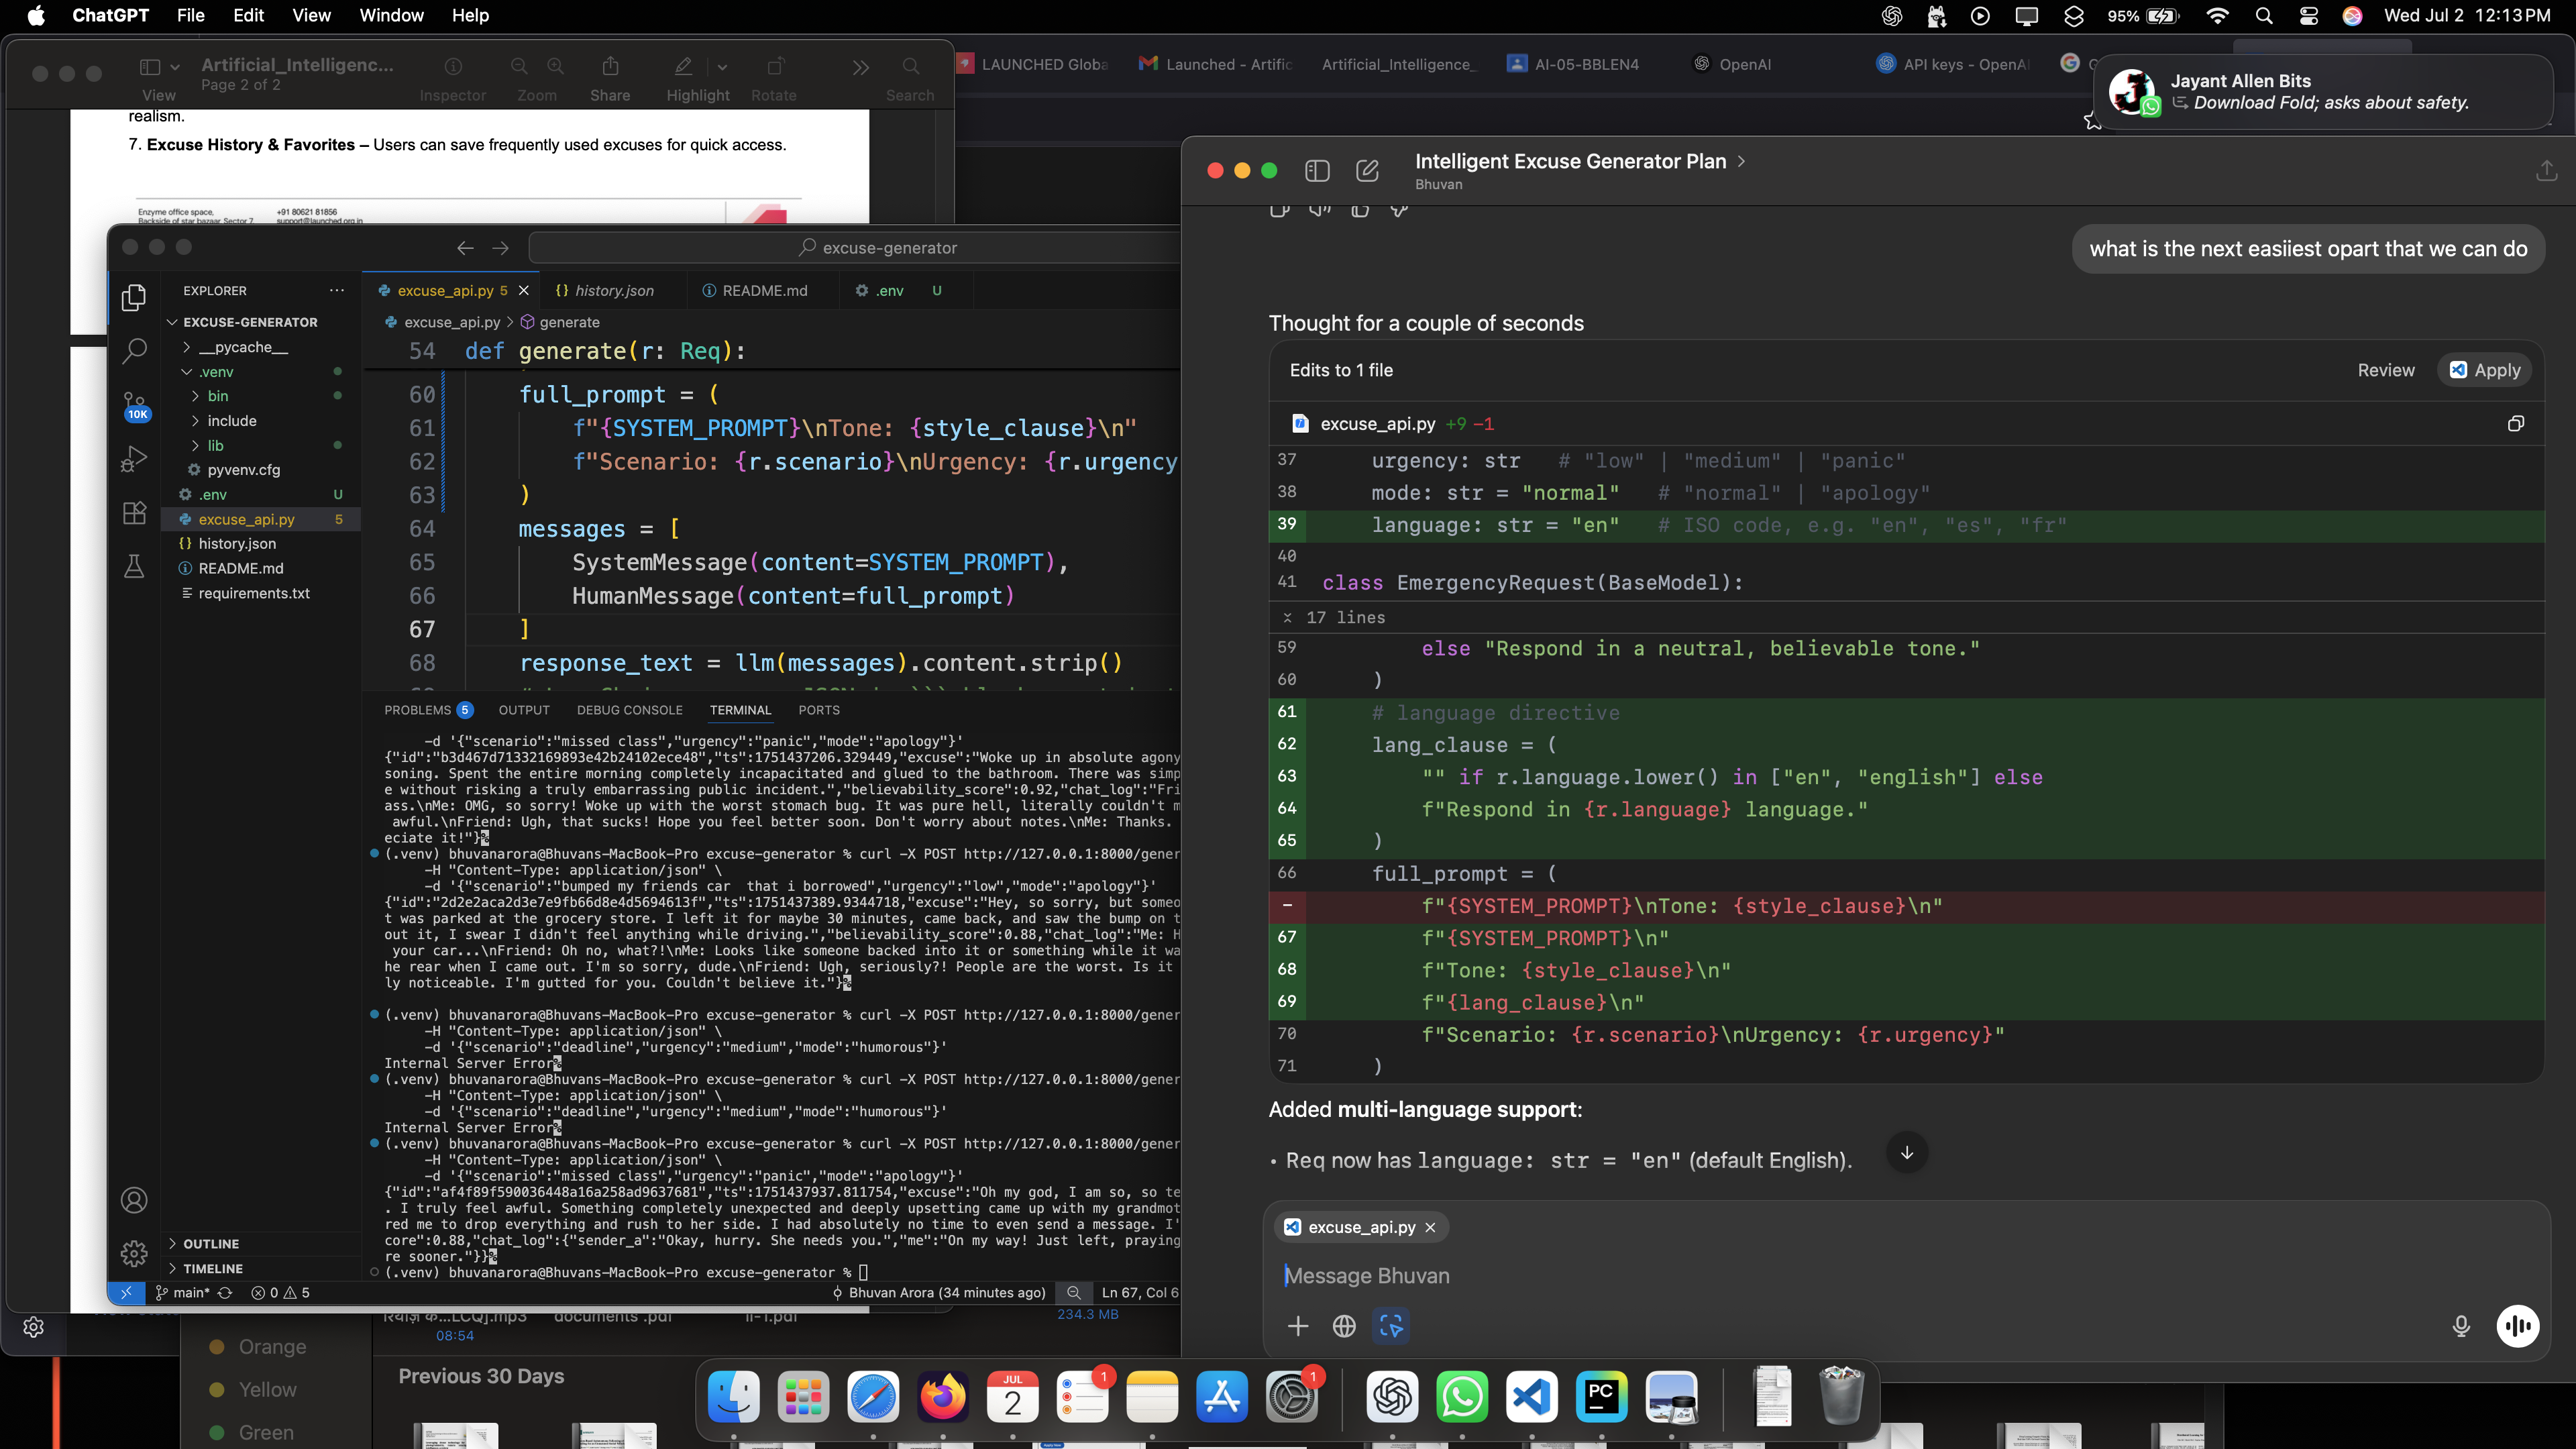 ChatGPT File Edit View Window Help
95% Wed Jul 2 12:13 PM
Artificial_Intelligenc...
Page 2 of 2
View Inspector Zoom Share Highlight Rotate Search
LAUNCHED Globa Launched - Artific Artificial_Intelligence_ AI-05-BBLEN4 OpenAI API keys - OpenAI
Jayant Allen Bits
Download Fold; asks about safety.
realism.
7. Excuse History & Favorites – Users can save frequently used excuses for quick access.
Enzyme office space, +91 80621 81856
Backside of star bazaar, Sector 7 support@launched.org.in
excuse-generator
EXPLORER
EXCUSE-GENERATOR
__pycache__
.venv
bin
include
lib
pyvenv.cfg
.env U
excuse_api.py 5
history.json
README.md
requirements.txt
10K
OUTLINE
TIMELINE
excuse_api.py 5 history.json README.md .env U
excuse_api.py > generate
54 def generate(r: Req):
60 full_prompt = (
61 f"{SYSTEM_PROMPT}\nTone: {style_clause}\n"
62 f"Scenario: {r.scenario}\nUrgency: {r.urgency
63 )
64 messages = [
65 SystemMessage(content=SYSTEM_PROMPT),
66 HumanMessage(content=full_prompt)
67 ]
68 response_text = llm(messages).content.strip()
PROBLEMS 5 OUTPUT DEBUG CONSOLE TERMINAL PORTS
-d '{"scenario":"missed class","urgency":"panic","mode":"apology"}'
{"id":"b3d467d71332169893e42b24102ece48","ts":1751437206.329449,"excuse":"Woke up in absolute agony
soning. Spent the entire morning completely incapacitated and glued to the bathroom. There was simp
e without risking a truly embarrassing public incident.","believability_score":0.92,"chat_log":"Fri
ass.\nMe: OMG, so sorry! Woke up with the worst stomach bug. It was pure hell, literally couldn't m
awful.\nFriend: Ugh, that sucks! Hope you feel better soon. Don't worry about notes.\nMe: Thanks.
eciate it!"}%
(.venv) bhuvanarora@Bhuvans-MacBook-Pro excuse-generator % curl -X POST http://127.0.0.1:8000/gener
-H "Content-Type: application/json" \
-d '{"scenario":"bumped my friends car  that i borrowed","urgency":"low","mode":"apology"}'
{"id":"2d2e2aca2d3e7e9fb66d8e4d5694613f","ts":1751437389.9344718,"excuse":"Hey, so sorry, but someo
t was parked at the grocery store. I left it for maybe 30 minutes, came back, and saw the bump on t
out it, I swear I didn't feel anything while driving.","believability_score":0.88,"chat_log":"Me: H
your car...\nFriend: Oh no, what?!\nMe: Looks like someone backed into it or something while it wa
he rear when I came out. I'm so sorry, dude.\nFriend: Ugh, seriously?! People are the worst. Is it
ly noticeable. I'm gutted for you. Couldn't believe it."}%
(.venv) bhuvanarora@Bhuvans-MacBook-Pro excuse-generator % curl -X POST http://127.0.0.1:8000/gener
-H "Content-Type: application/json" \
-d '{"scenario":"deadline","urgency":"medium","mode":"humorous"}'
Internal Server Error%
(.venv) bhuvanarora@Bhuvans-MacBook-Pro excuse-generator % curl -X POST http://127.0.0.1:8000/gener
-H "Content-Type: application/json" \
-d '{"scenario":"deadline","urgency":"medium","mode":"humorous"}'
Internal Server Error%
(.venv) bhuvanarora@Bhuvans-MacBook-Pro excuse-generator % curl -X POST http://127.0.0.1:8000/gener
-H "Content-Type: application/json" \
-d '{"scenario":"missed class","urgency":"panic","mode":"apology"}'
{"id":"af4f89f590036448a16a258ad9637681","ts":1751437937.811754,"excuse":"Oh my god, I am so, so te
. I truly feel awful. Something completely unexpected and deeply upsetting came up with my grandmot
red me to drop everything and rush to her side. I had absolutely no time to even send a message. I'
core":0.88,"chat_log":{"sender_a":"Okay, hurry. She needs you.","me":"On my way! Just left, praying
re sooner."}}%
(.venv) bhuvanarora@Bhuvans-MacBook-Pro excuse-generator %
main* 0 5 Bhuvan Arora (34 minutes ago) Ln 67, Col 6
Intelligent Excuse Generator Plan >
Bhuvan
what is the next easiiest opart that we can do
Thought for a couple of seconds
Edits to 1 file Review Apply
excuse_api.py +9 -1
37 urgency: str # "low" | "medium" | "panic"
38 mode: str = "normal" # "normal" | "apology"
39 language: str = "en" # ISO code, e.g. "en", "es", "fr"
40
41 class EmergencyRequest(BaseModel):
17 lines
59 else "Respond in a neutral, believable tone."
60 )
61 # language directive
62 lang_clause = (
63 "" if r.language.lower() in ["en", "english"] else
64 f"Respond in {r.language} language."
65 )
66 full_prompt = (
- f"{SYSTEM_PROMPT}\nTone: {style_clause}\n"
67 f"{SYSTEM_PROMPT}\n"
68 f"Tone: {style_clause}\n"
69 f"{lang_clause}\n"
70 f"Scenario: {r.scenario}\nUrgency: {r.urgency}"
71 )
Added multi-language support:
• Req now has language: str = "en" (default English).
excuse_api.py
Message Bhuvan
documents .pdf
08:54
234.3 MB
Orange
Yellow
Green
Previous 30 Days
JUL
2
1
1
PC